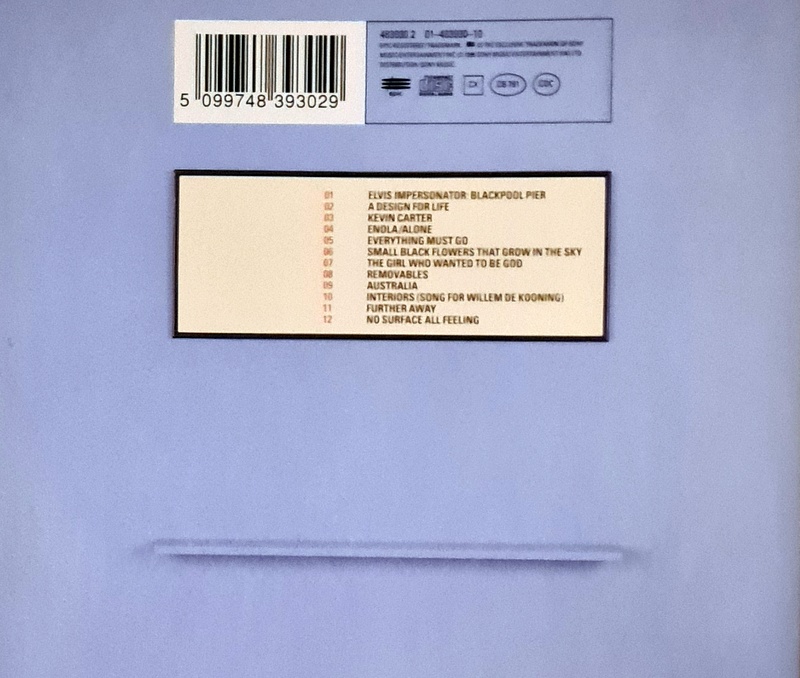 5 099748 393029
483930 2 01-483930-10
EPIC
CX
CB 781
01 ELVIS IMPERSONATOR: BLACKPOOL PIER
02 A DESIGN FOR LIFE
03 KEVIN CARTER
04 ENOLA/ALONE
05 EVERYTHING MUST GO
06 SMALL BLACK FLOWERS THAT GROW IN THE SKY
07 THE GIRL WHO WANTED TO BE GOD
08 REMOVABLES
09 AUSTRALIA
10 INTERIORS (SONG FOR WILLEM DE KOONING)
11 FURTHER AWAY
12 NO SURFACE ALL FEELING